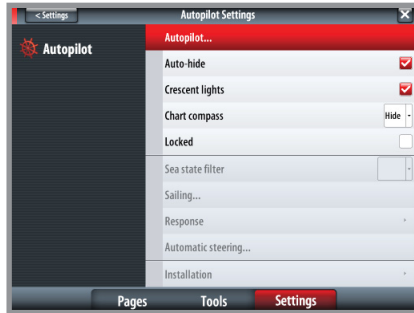 < Settings
Autopilot Settings
X
Autopilot
Autopilot...
Auto-hide
Crescent lights
Chart compass
Hide
Locked
Sea state filter
Sailing...
Response
Automatic steering...
Installation
Pages
Tools
Settings